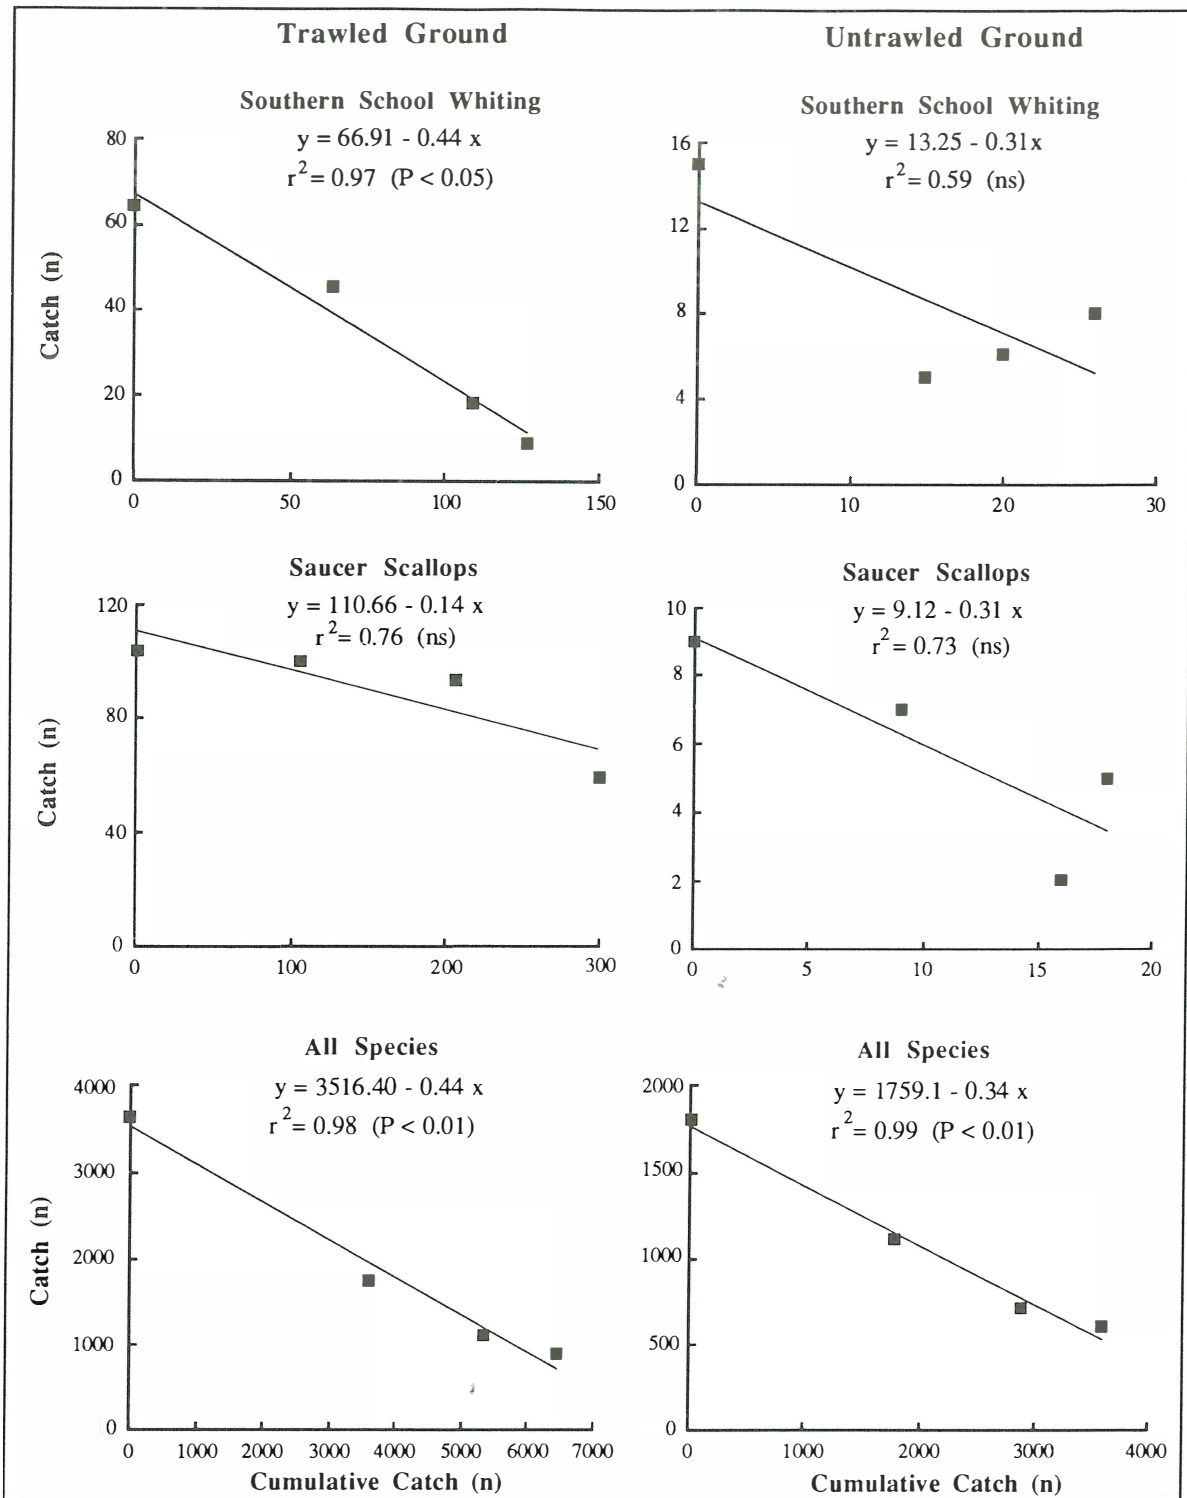 Trawled Ground
Untrawled Ground
Southern School Whiting
y = 66.91 - 0.44 x
r²= 0.97 (P < 0.05)
80
60
40
20
0
0 50 100 150
Catch (n)
Southern School Whiting
y = 13.25 - 0.31x
r²= 0.59 (ns)
16
12
8
4
0
0 10 20 30
Saucer Scallops
y = 110.66 - 0.14 x
r²= 0.76 (ns)
120
80
40
0
0 100 200 300
Catch (n)
Saucer Scallops
y = 9.12 - 0.31 x
r²= 0.73 (ns)
10
8
6
4
2
0
0 5 10 15 20
All Species
y = 3516.40 - 0.44 x
r²= 0.98 (P < 0.01)
4000
3000
2000
1000
0
0 1000 2000 3000 4000 5000 6000 7000
Catch (n)
Cumulative Catch (n)
All Species
y = 1759.1 - 0.34 x
r²= 0.99 (P < 0.01)
2000
1500
1000
500
0
0 1000 2000 3000 4000
Cumulative Catch (n)